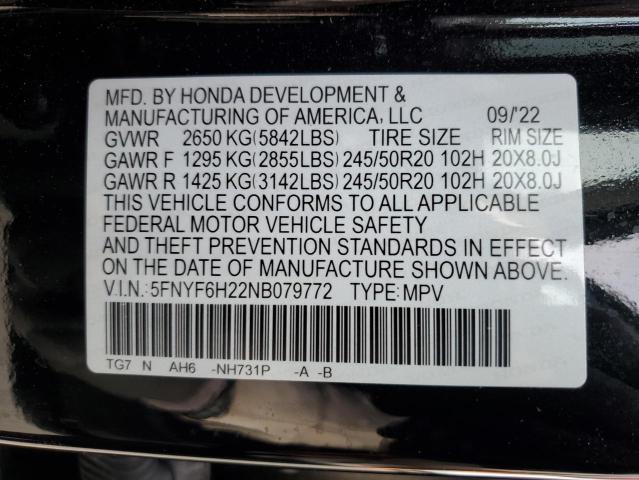 MFD. BY HONDA DEVELOPMENT &
MANUFACTURING OF AMERICA, LLC 09/'22
GVWR 2650 KG(5842LBS) TIRE SIZE RIM SIZE
GAWR F 1295 KG(2855LBS) 245/50R20 102H 20X8.0J
GAWR R 1425 KG(3142LBS) 245/50R20 102H 20X8.0J
THIS VEHICLE CONFORMS TO ALL APPLICABLE
FEDERAL MOTOR VEHICLE SAFETY
AND THEFT PREVENTION STANDARDS IN EFFECT
ON THE DATE OF MANUFACTURE SHOWN ABOVE.
V.I.N.:5FNYF6H22NB079772 TYPE:MPV
TG7 N AH6 -NH731P -A -B